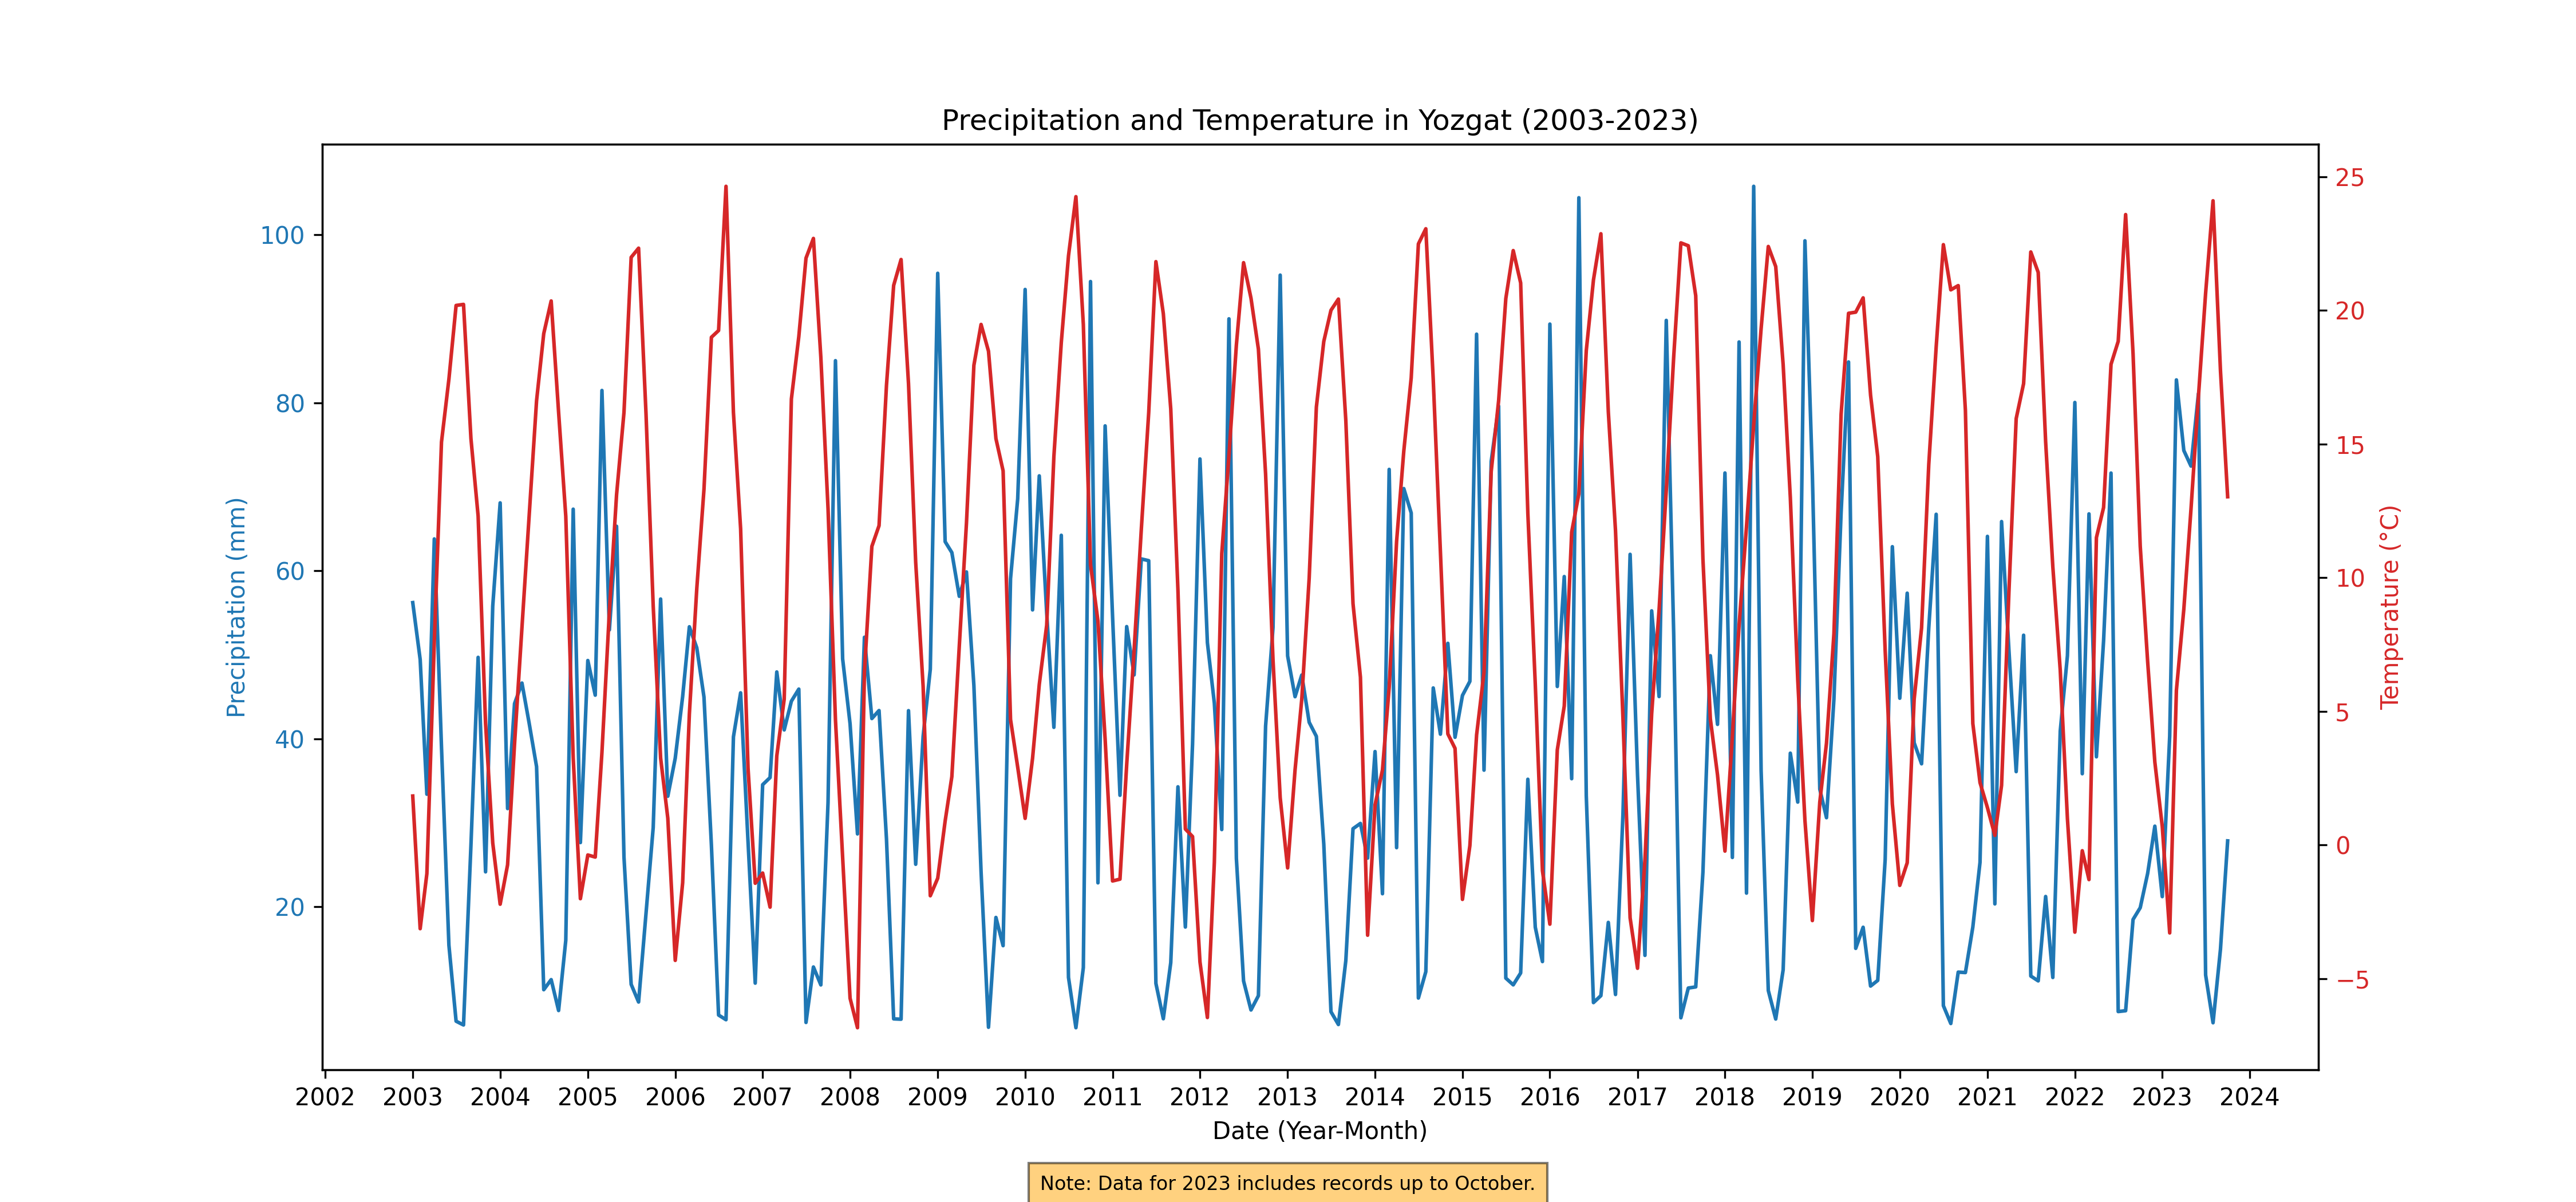 Precipitation and Temperature in Yozgat (2003-2023)
Precipitation (mm)
100
80
60
40
20
Temperature (°C)
25
20
15
10
5
0
−5
2002 2003 2004 2005 2006 2007 2008 2009 2010 2011 2012 2013 2014 2015 2016 2017 2018 2019 2020 2021 2022 2023 2024
Date (Year-Month)
Note: Data for 2023 includes records up to October.